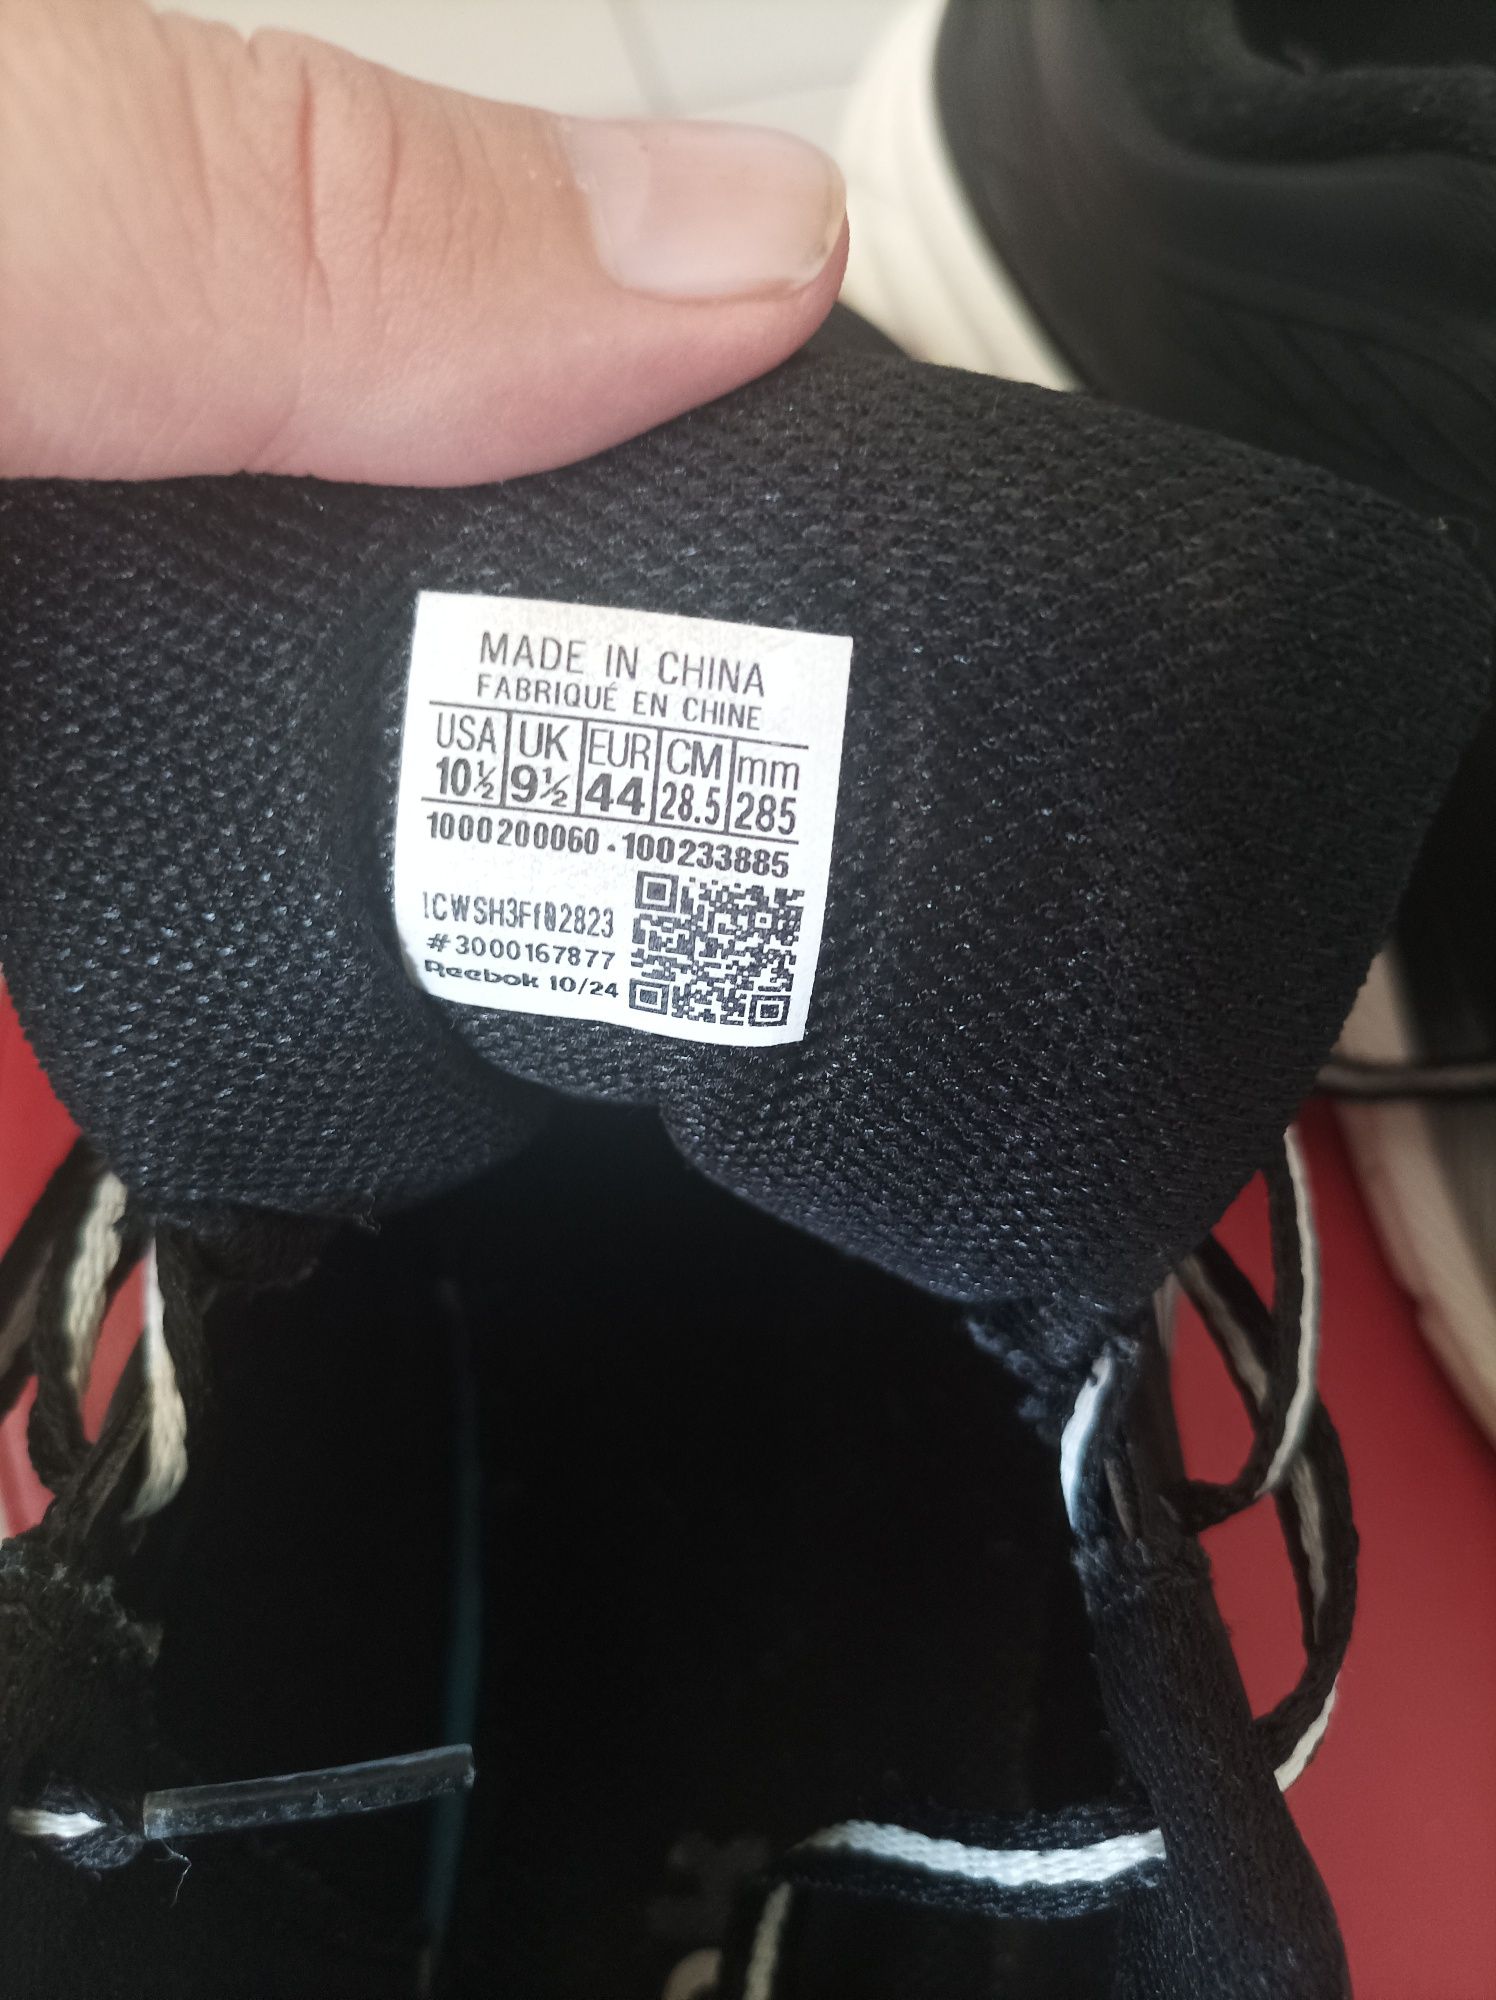 MADE IN CHINA
FABRIQUÉ EN CHINE
USA UK EUR CM mm
10½ 9½ 44 28.5 285
1000200060 - 100233885
#3000167877
Reebok 10/24